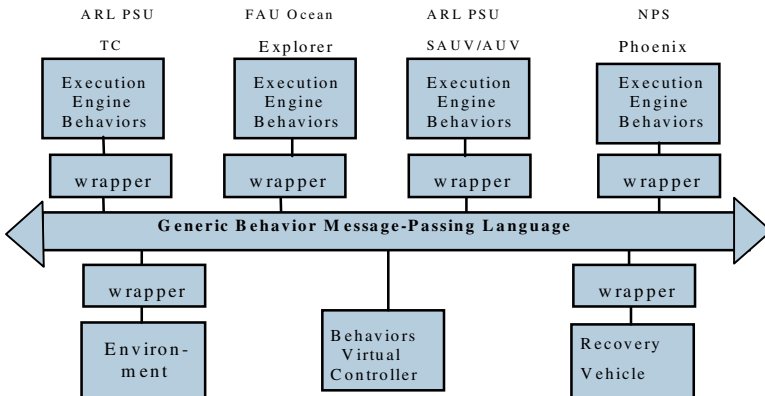 ARL PSU FAU Ocean ARL PSU NPS
TC Explorer SAUV/AUV Phoenix
Execution Execution Execution Execution
Engine Engine Engine Engine
Behaviors Behaviors Behaviors Behaviors
wrapper wrapper wrapper wrapper
Generic Behavior Message-Passing Language
wrapper wrapper
Environ-
ment
Behaviors
Virtual
Controller
Recovery
Vehicle